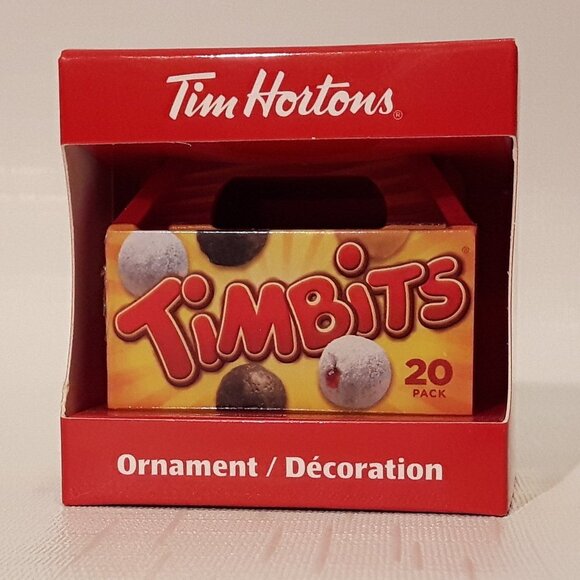 Tim Hortons®
TiMBiTS®
20
PACK
Ornament / Décoration